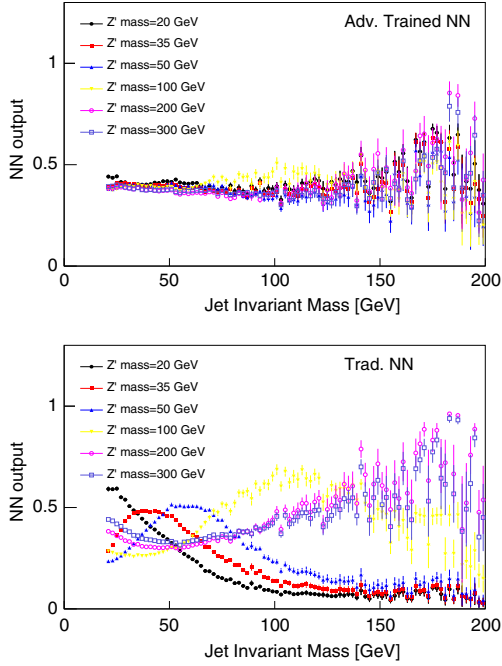 Adv. Trained NN
Z' mass=20 GeV
Z' mass=35 GeV
Z' mass=50 GeV
Z' mass=100 GeV
Z' mass=200 GeV
Z' mass=300 GeV
NN output
1
0.5
0
0 50 100 150 200
Jet Invariant Mass [GeV]
Trad. NN
Z' mass=20 GeV
Z' mass=35 GeV
Z' mass=50 GeV
Z' mass=100 GeV
Z' mass=200 GeV
Z' mass=300 GeV
NN output
1
0.5
0
0 50 100 150 200
Jet Invariant Mass [GeV]